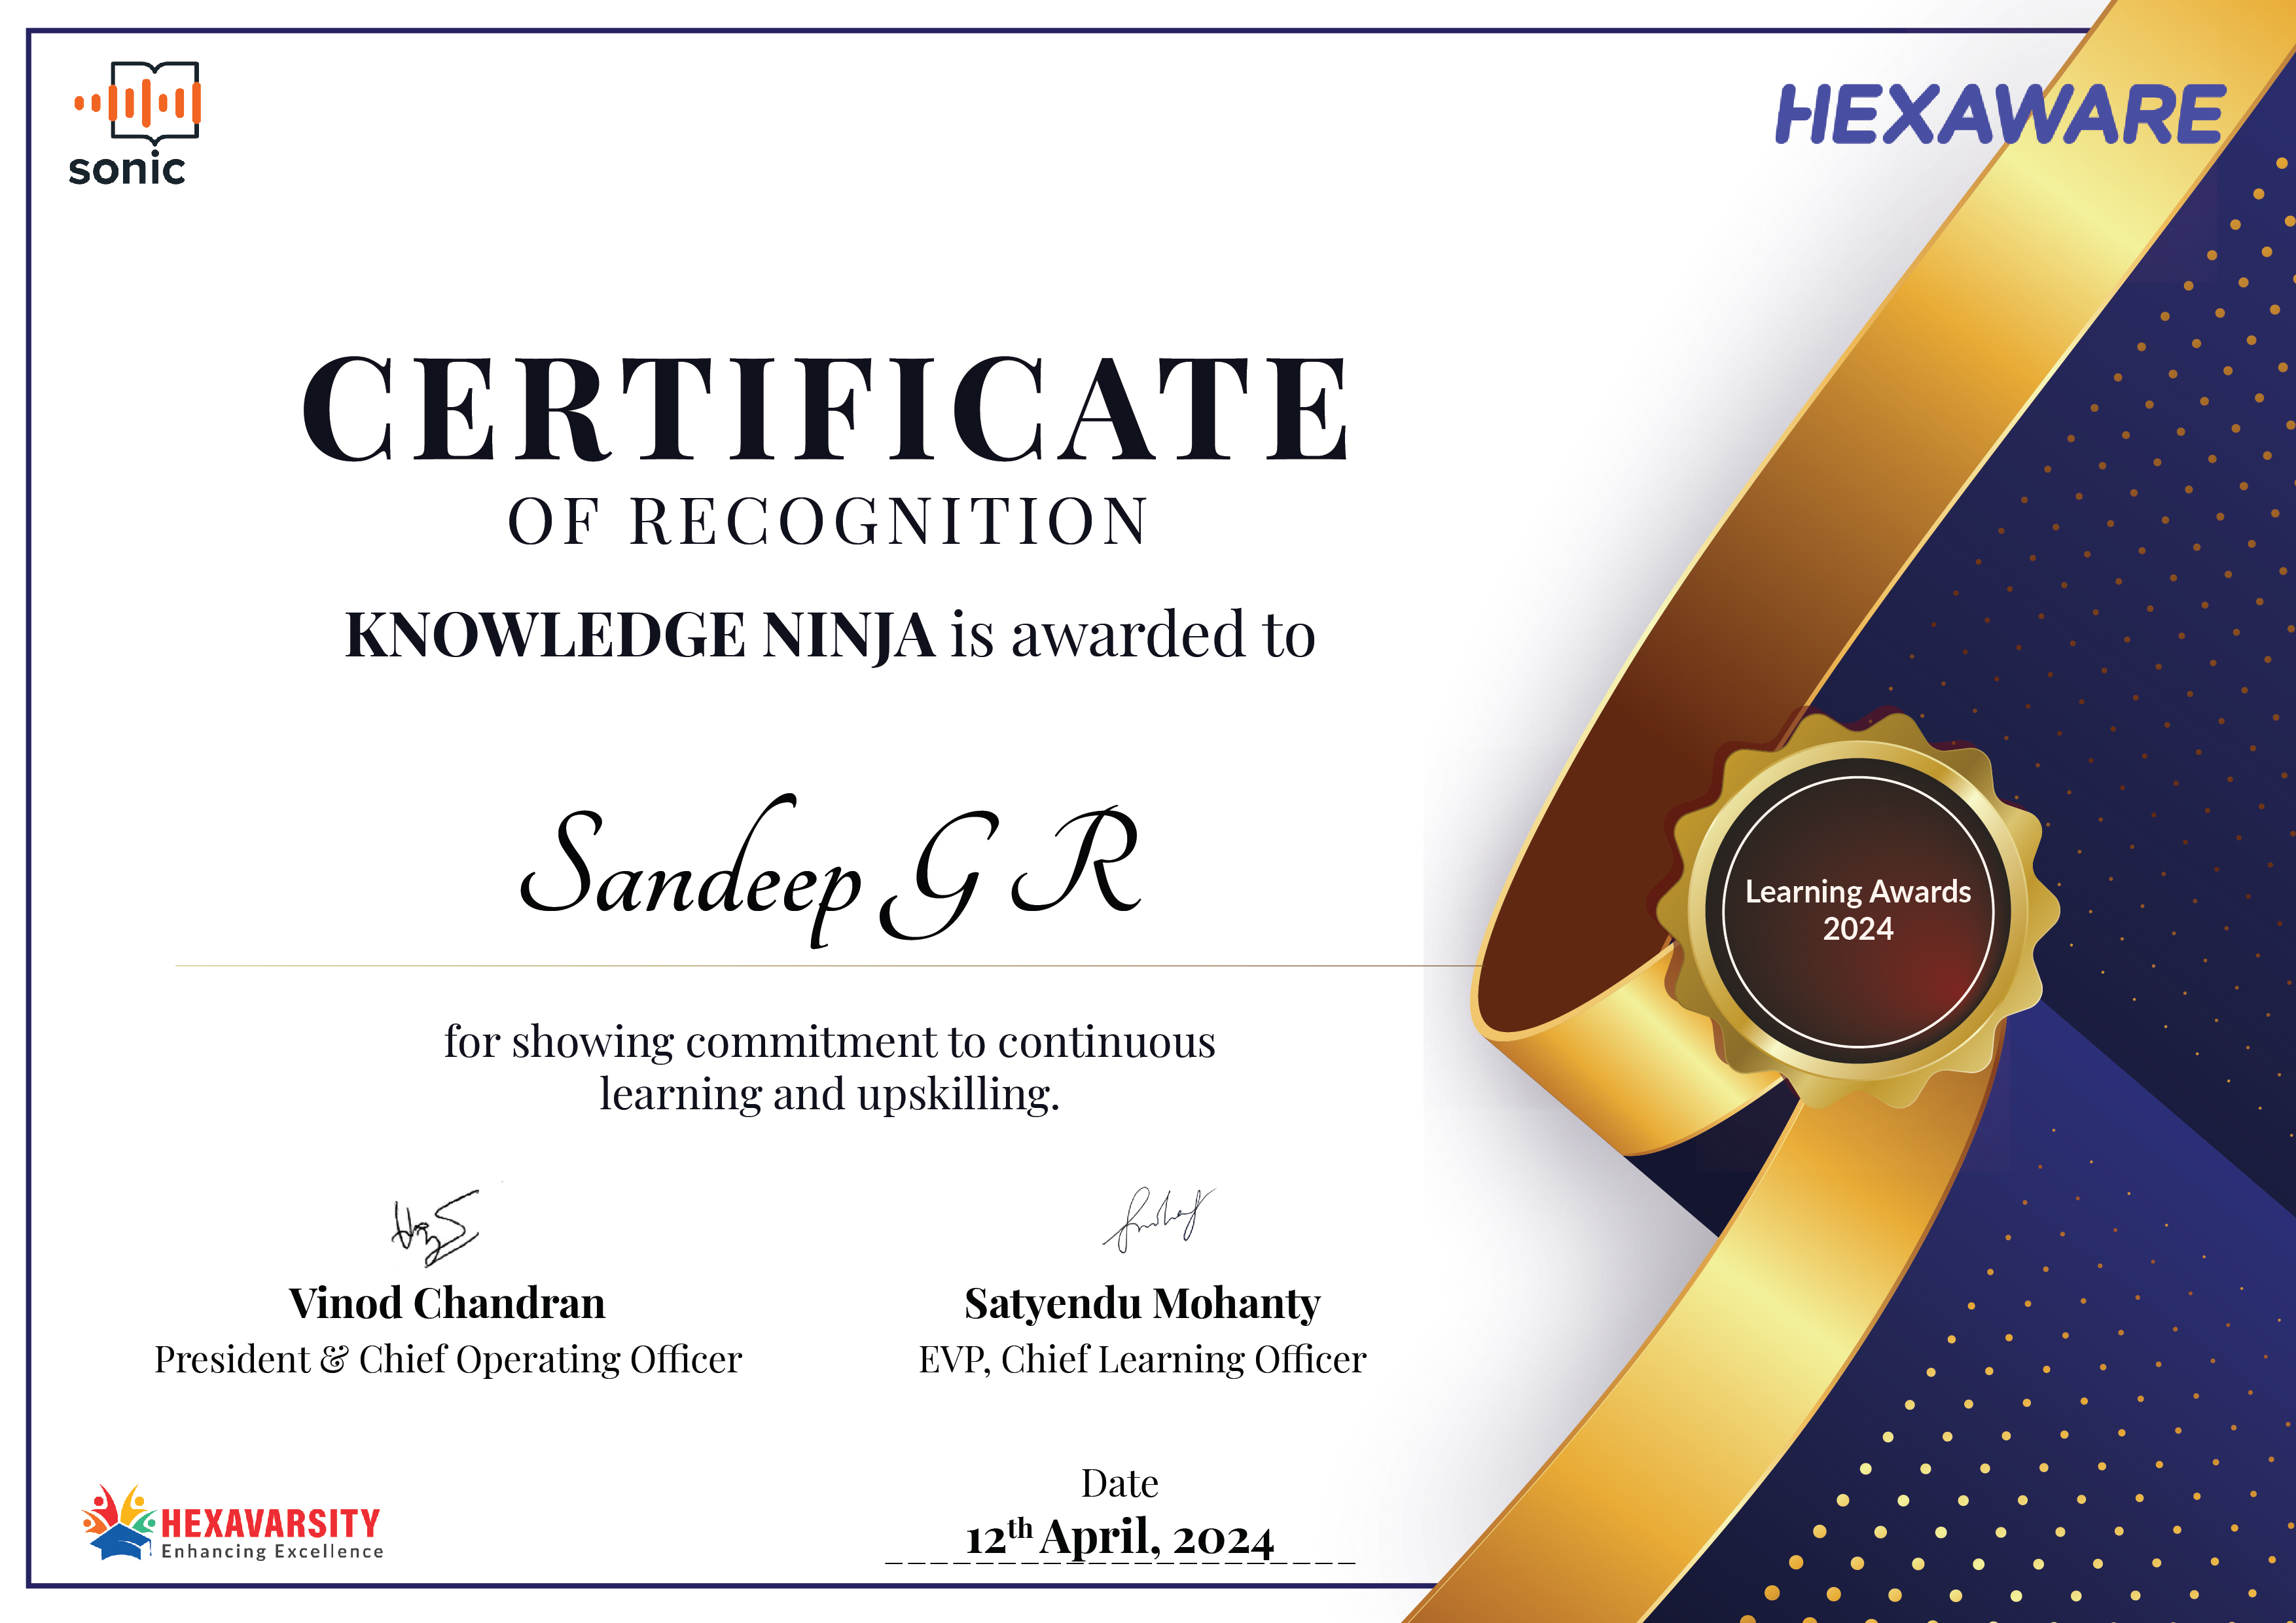 sonic
HEXAWARE
CERTIFICATE
OF RECOGNITION
KNOWLEDGE NINJA is awarded to
Sandeep G R
Learning Awards
2024
for showing commitment to continuous
learning and upskilling.
Vinod Chandran
President & Chief Operating Officer
Satyendu Mohanty
EVP, Chief Learning Officer
Date
12th April, 2024
HEXAVARSITY
Enhancing Excellence